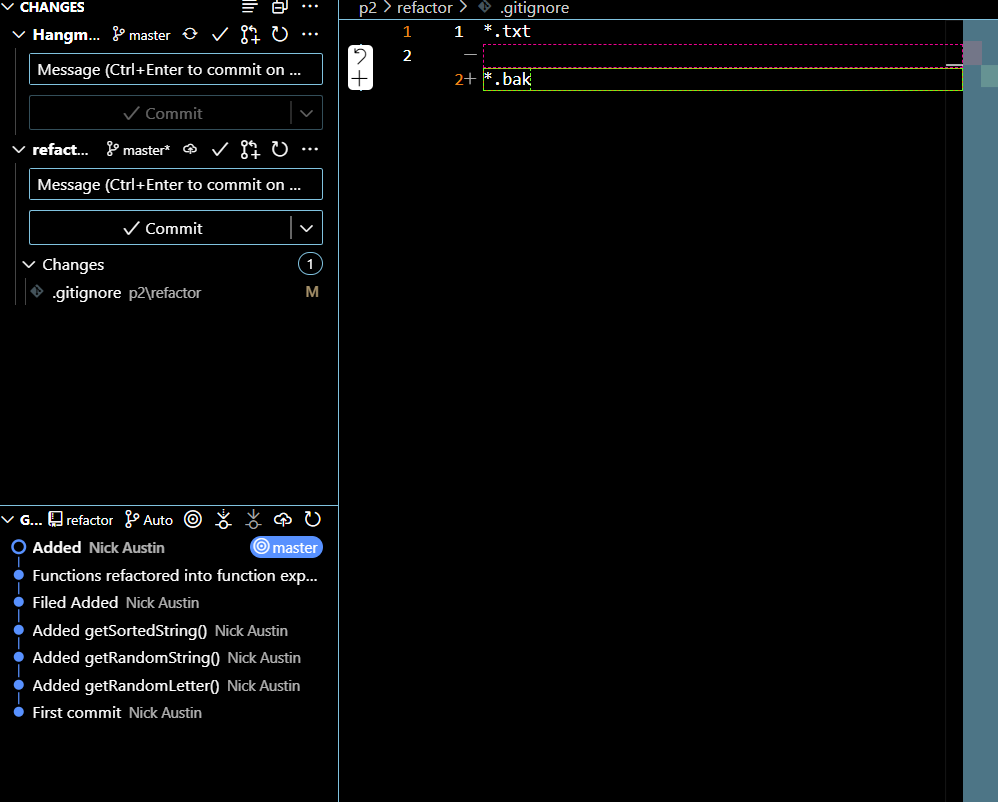 CHANGES
Hangm... master
Message (Ctrl+Enter to commit on ...
Commit
refact... master*
Message (Ctrl+Enter to commit on ...
Commit
Changes 1
.gitignore p2\refactor M
G... refactor Auto
Added Nick Austin master
Functions refactored into function exp...
Filed Added Nick Austin
Added getSortedString() Nick Austin
Added getRandomString() Nick Austin
Added getRandomLetter() Nick Austin
First commit Nick Austin
p2 > refactor > .gitignore
1 1 *.txt
2 —
2+ *.bak